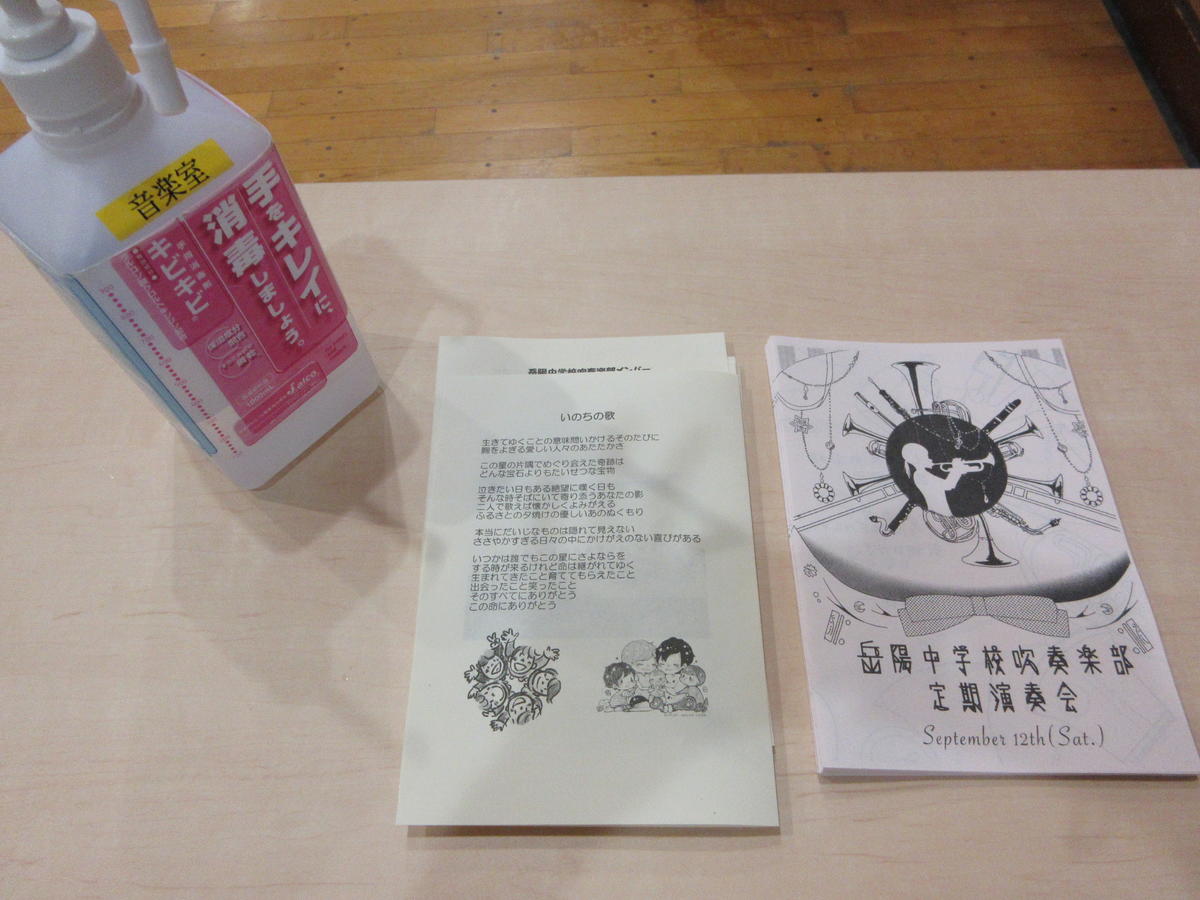 音楽室
手をキレイに、
消毒しましょう。
手指消毒剤
キビキビ
保湿成分
配合
1000mL
Saico
岳陽中学校吹奏楽部メンバー
いのちの歌
生きてゆくことの意味問いかけるそのたびに
胸をよぎる愛しい人々のあたたかさ
この星の片隅でめぐり会えた奇跡は
どんな宝石よりもたいせつな宝物
泣きたい日もある絶望に嘆く日も
そんな時そばにいて寄り添うあなたの影
二人で歌えば懐かしくよみがえる
ふるさとの夕焼けの優しいあのぬくもり
本当にだいじなものは隠れて見えない
ささやかすぎる日々の中にかけがえのない喜びがある
いつかは誰でもこの星にさよならを
する時が来るけれど命は継がれてゆく
生まれてきたこと育ててもらえたこと
出会ったこと笑ったこと
そのすべてにありがとう
この命にありがとう
岳陽中学校吹奏楽部
定期演奏会
September 12th(Sat.)